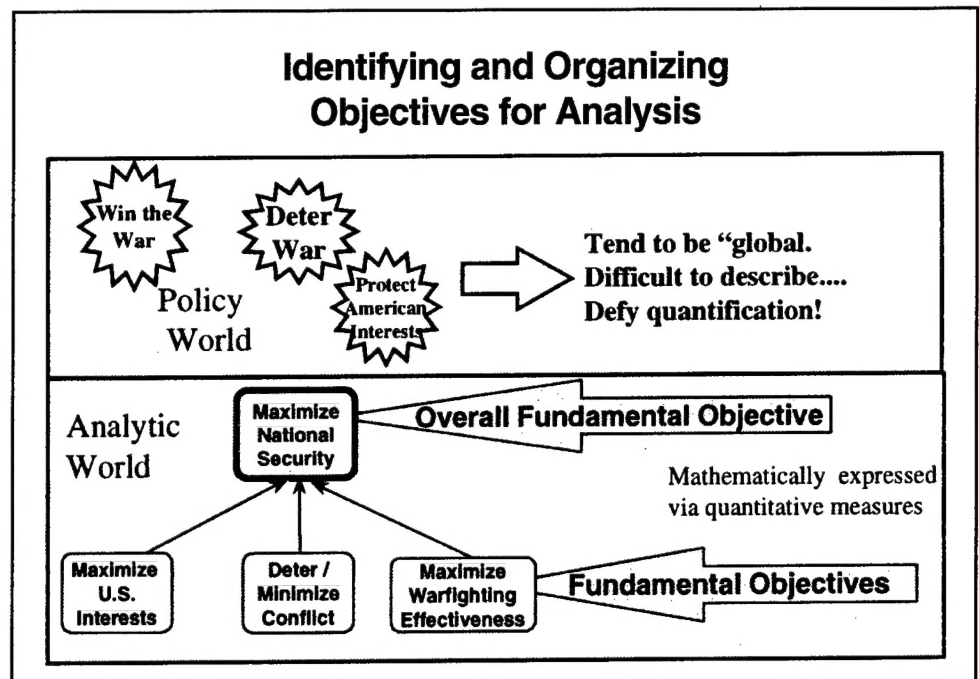 Identifying and Organizing
Objectives for Analysis
Win the
War
Deter
War
Protect
American
Interests
Policy
World
Tend to be “global.
Difficult to describe....
Defy quantification!
Analytic
World
Maximize
National
Security
Overall Fundamental Objective
Mathematically expressed
via quantitative measures
Maximize
U.S.
Interests
Deter /
Minimize
Conflict
Maximize
Warfighting
Effectiveness
Fundamental Objectives